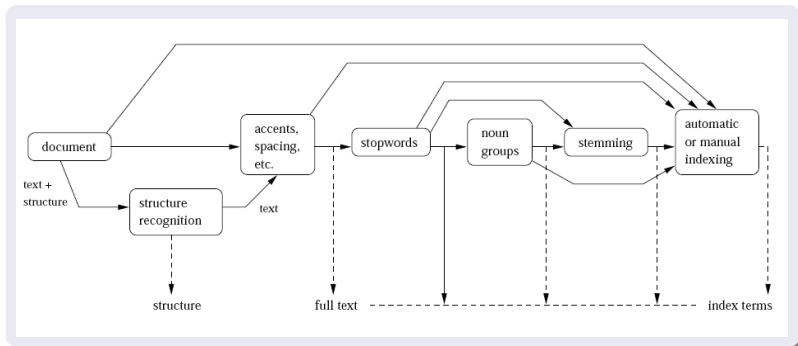 document
text +
structure
structure
recognition
text
accents,
spacing,
etc.
stopwords
noun
groups
stemming
automatic
or manual
indexing
structure
full text
index terms